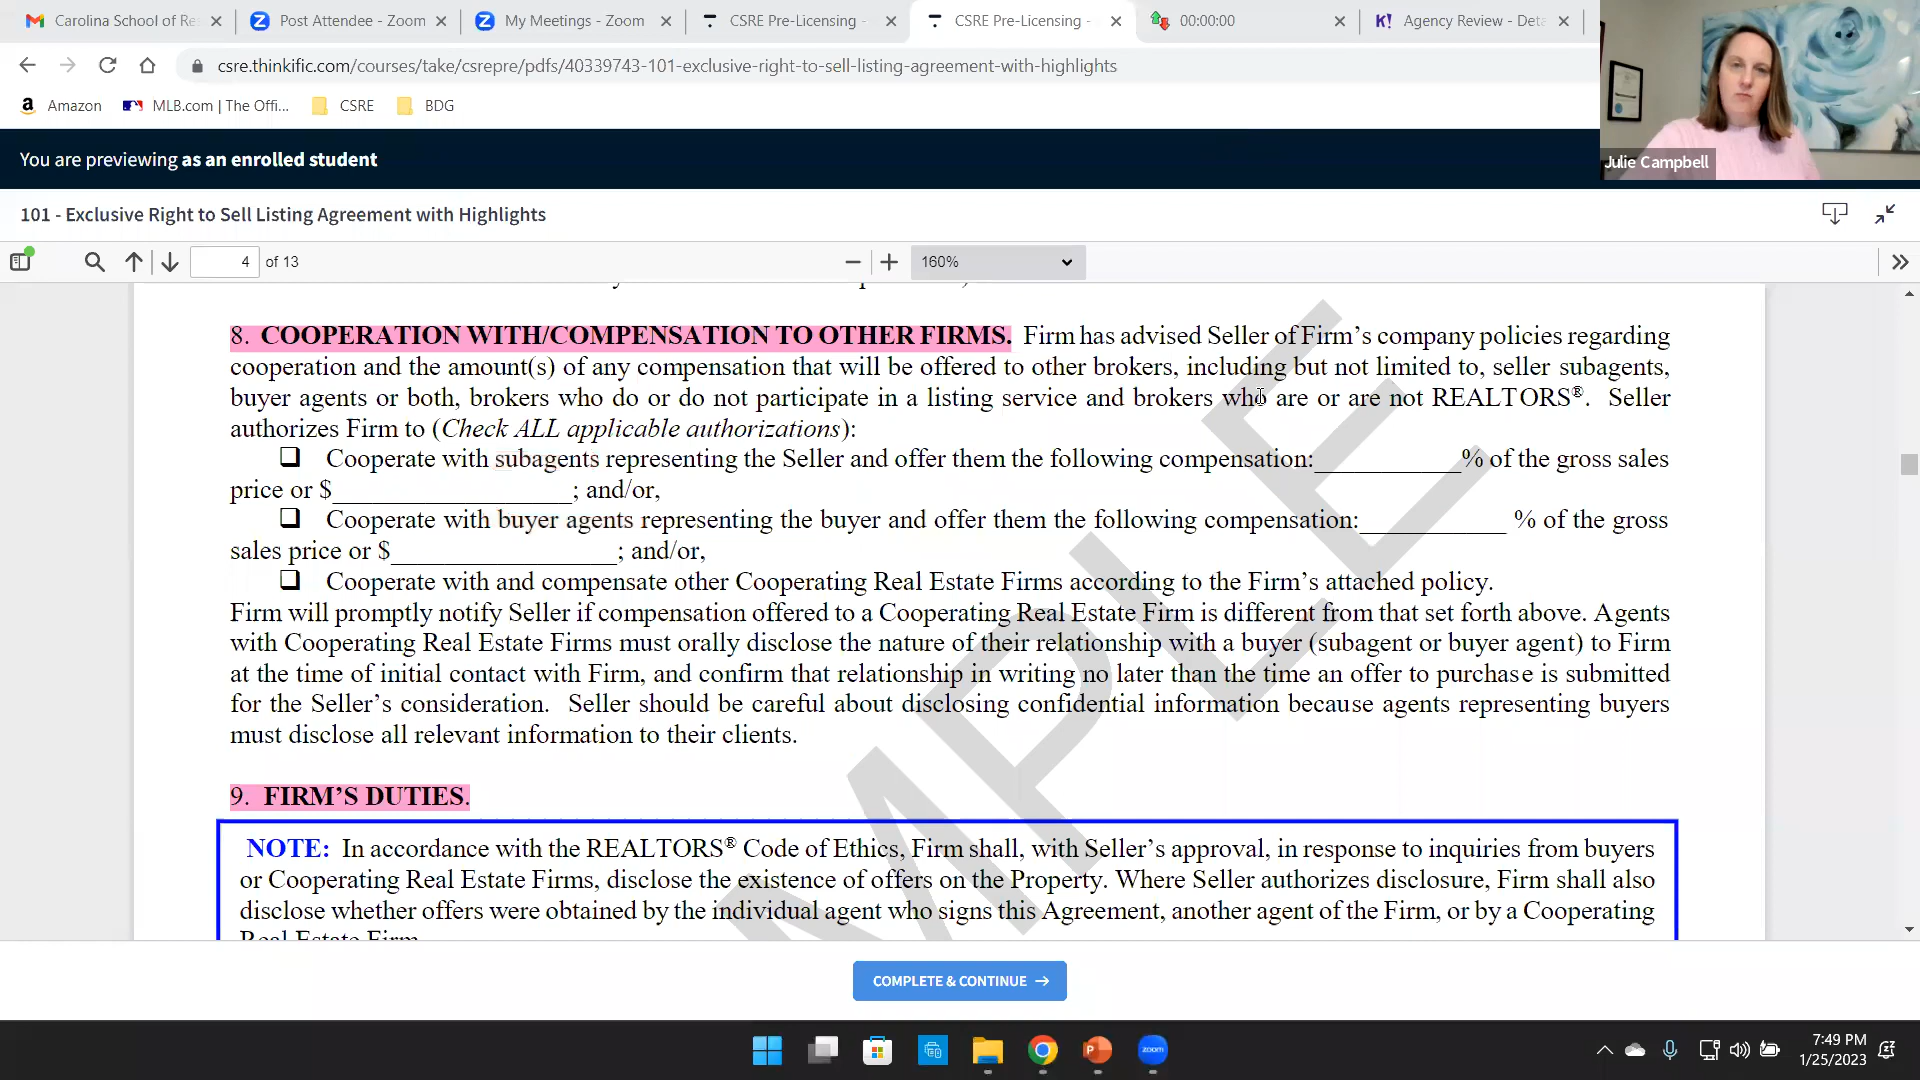 Carolina School of Re
Post Attendee - Zoom
My Meetings - Zoom
CSRE Pre-Licensing -
CSRE Pre-Licensing -
00:00:00
K! Agency Review - Deta
csre.thinkific.com/courses/take/csrepre/pdfs/40339743-101-exclusive-right-to-sell-listing-agreement-with-highlights
Amazon
MLB.com | The Offi...
CSRE
BDG
Julie Campbell
You are previewing as an enrolled student
101 - Exclusive Right to Sell Listing Agreement with Highlights
4 of 13
160%
8. COOPERATION WITH/COMPENSATION TO OTHER FIRMS. Firm has advised Seller of Firm’s company policies regarding
cooperation and the amount(s) of any compensation that will be offered to other brokers, including but not limited to, seller subagents,
buyer agents or both, brokers who do or do not participate in a listing service and brokers who are or are not REALTORS®. Seller
authorizes Firm to (Check ALL applicable authorizations):
❑ Cooperate with subagents representing the Seller and offer them the following compensation:___________% of the gross sales
price or $__________________; and/or,
❑ Cooperate with buyer agents representing the buyer and offer them the following compensation:___________ % of the gross
sales price or $_________________; and/or,
❑ Cooperate with and compensate other Cooperating Real Estate Firms according to the Firm’s attached policy.
Firm will promptly notify Seller if compensation offered to a Cooperating Real Estate Firm is different from that set forth above. Agents
with Cooperating Real Estate Firms must orally disclose the nature of their relationship with a buyer (subagent or buyer agent) to Firm
at the time of initial contact with Firm, and confirm that relationship in writing no later than the time an offer to purchase is submitted
for the Seller’s consideration. Seller should be careful about disclosing confidential information because agents representing buyers
must disclose all relevant information to their clients.
9. FIRM’S DUTIES.
NOTE: In accordance with the REALTORS® Code of Ethics, Firm shall, with Seller’s approval, in response to inquiries from buyers
or Cooperating Real Estate Firms, disclose the existence of offers on the Property. Where Seller authorizes disclosure, Firm shall also
disclose whether offers were obtained by the individual agent who signs this Agreement, another agent of the Firm, or by a Cooperating
Real Estate Firm.
MPLE
COMPLETE & CONTINUE →
zoom
7:49 PM
1/25/2023